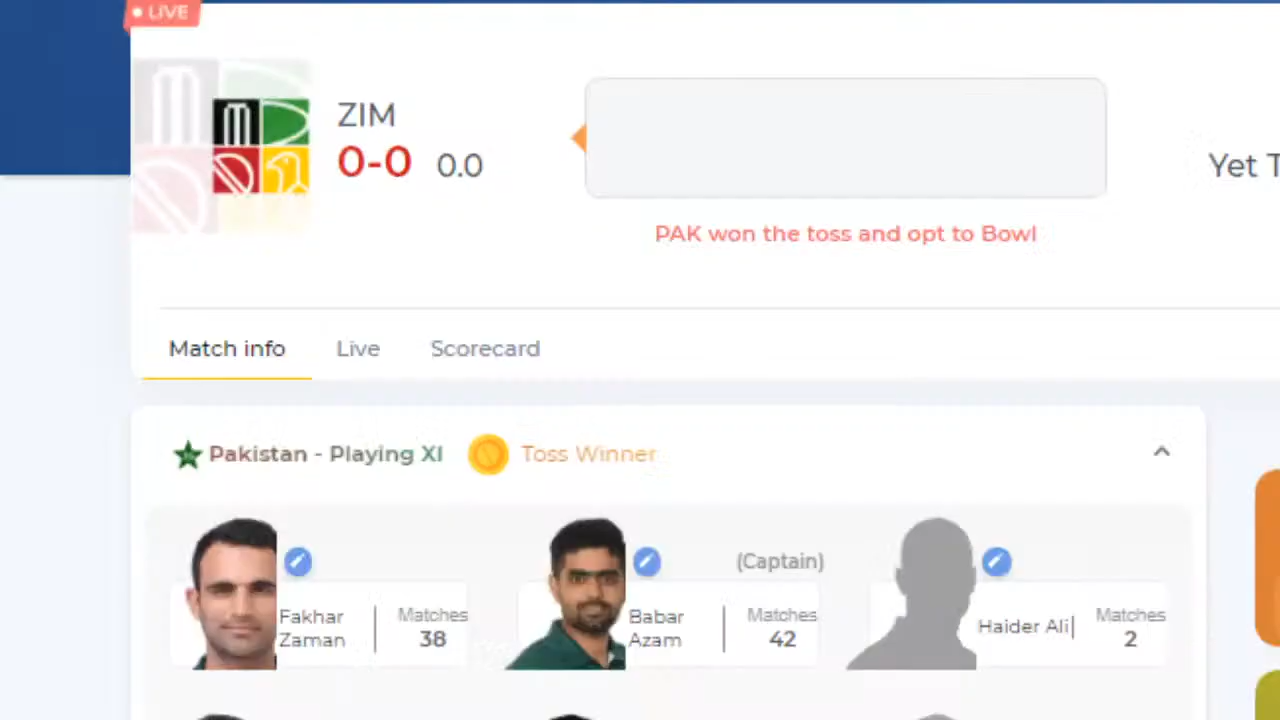 LIVE
ZIM
0-0 0.0
Yet T
PAK won the toss and opt to Bowl
Match info Live Scorecard
Pakistan - Playing XI Toss Winner
(Captain)
Fakhar Zaman Matches 38
Babar Azam Matches 42
Haider Ali Matches 2